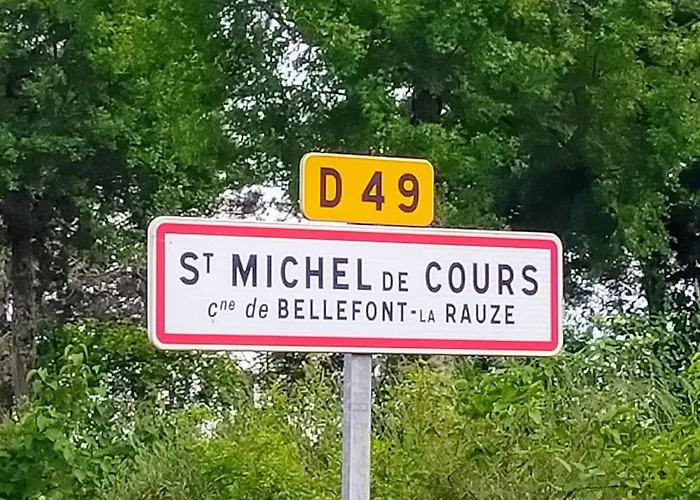 D 49
ST MICHEL DE COURS
Cne de BELLEFONT-LA RAUZE